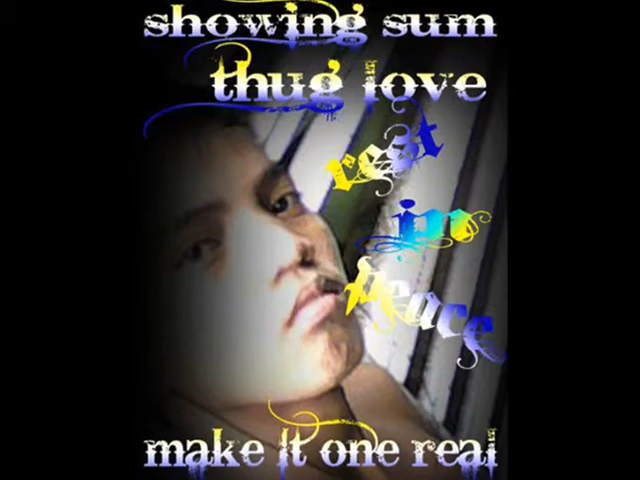 showing sum
thug love
rest
in
peace
make it one real